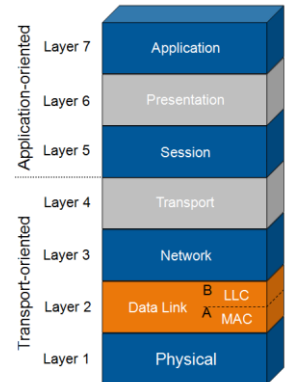 Application-oriented
Transport-oriented
Layer 7 Application
Layer 6 Presentation
Layer 5 Session
Layer 4 Transport
Layer 3 Network
Layer 2 Data Link B LLC
A MAC
Layer 1 Physical